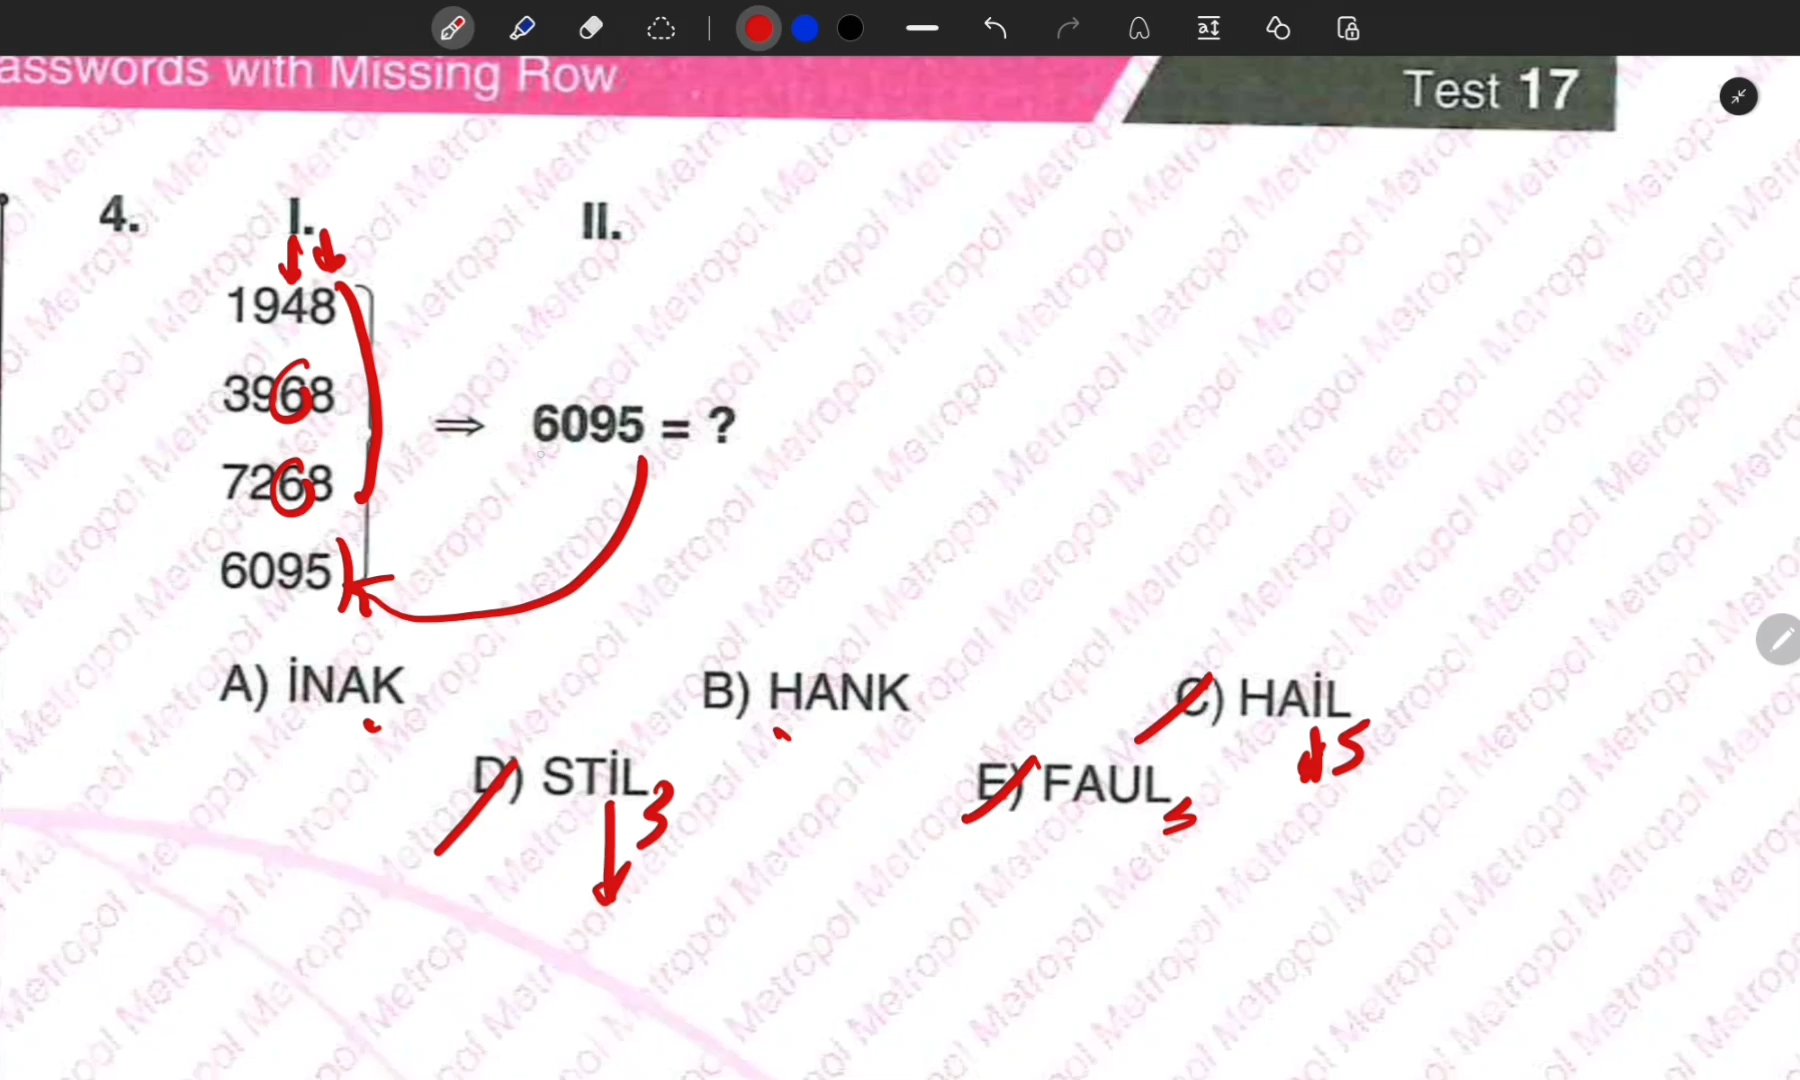 asswords with Missing Row
Test 17
4. I. II.
1948
3968
7268
6095
⇒ 6095 = ?
A) İNAK B) HANK C) HAİL
D) STİL E) FAUL